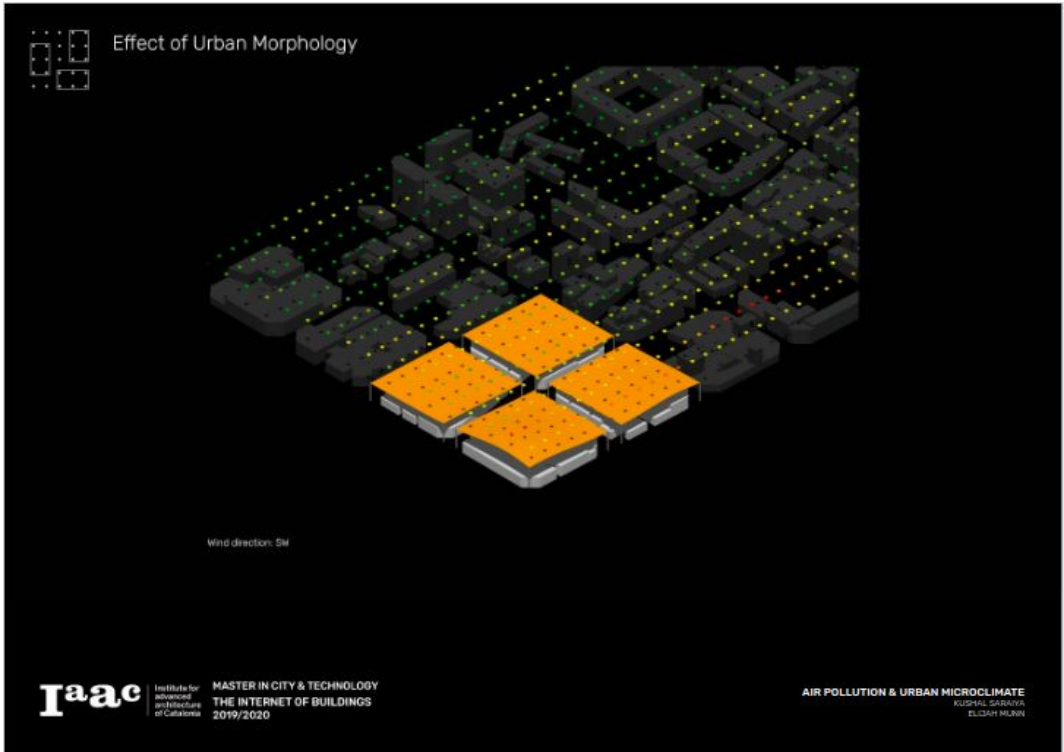 Effect of Urban Morphology
Wind direction: SW
Iaac
Institute for
advanced
architecture
of Catalonia
MASTER IN CITY & TECHNOLOGY
THE INTERNET OF BUILDINGS
2019/2020
AIR POLLUTION & URBAN MICROCLIMATE
KUSHAL SARAIYA
ELIJAH MUNN